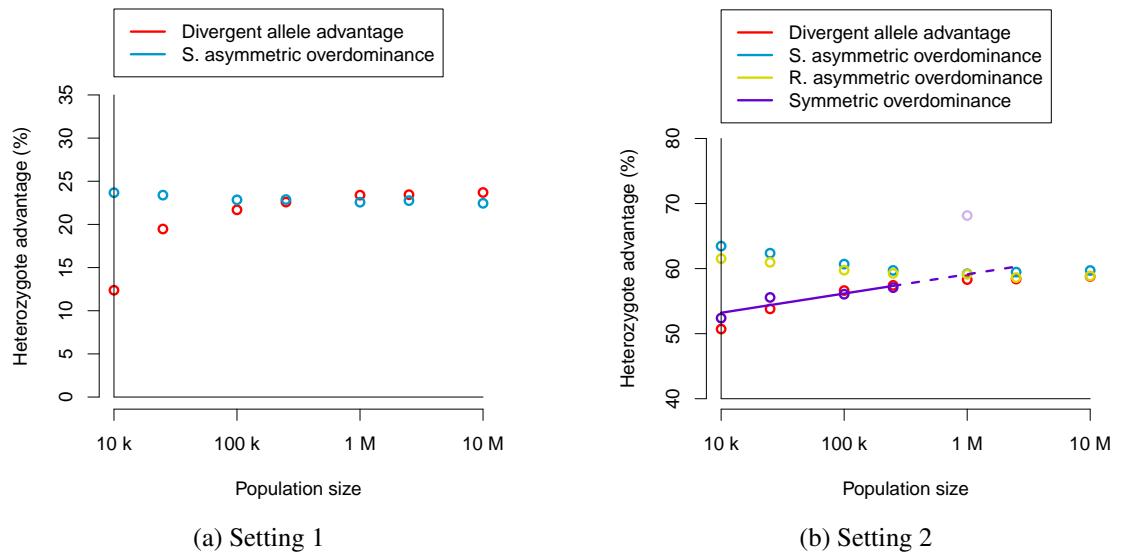 Divergent allele advantage
S. asymmetric overdominance
Heterozygote advantage (%)
35
30
25
20
15
10
5
0
10 k
100 k
1 M
10 M
Population size
(a) Setting 1
Divergent allele advantage
S. asymmetric overdominance
R. asymmetric overdominance
Symmetric overdominance
Heterozygote advantage (%)
80
70
60
50
40
10 k
100 k
1 M
10 M
Population size
(b) Setting 2